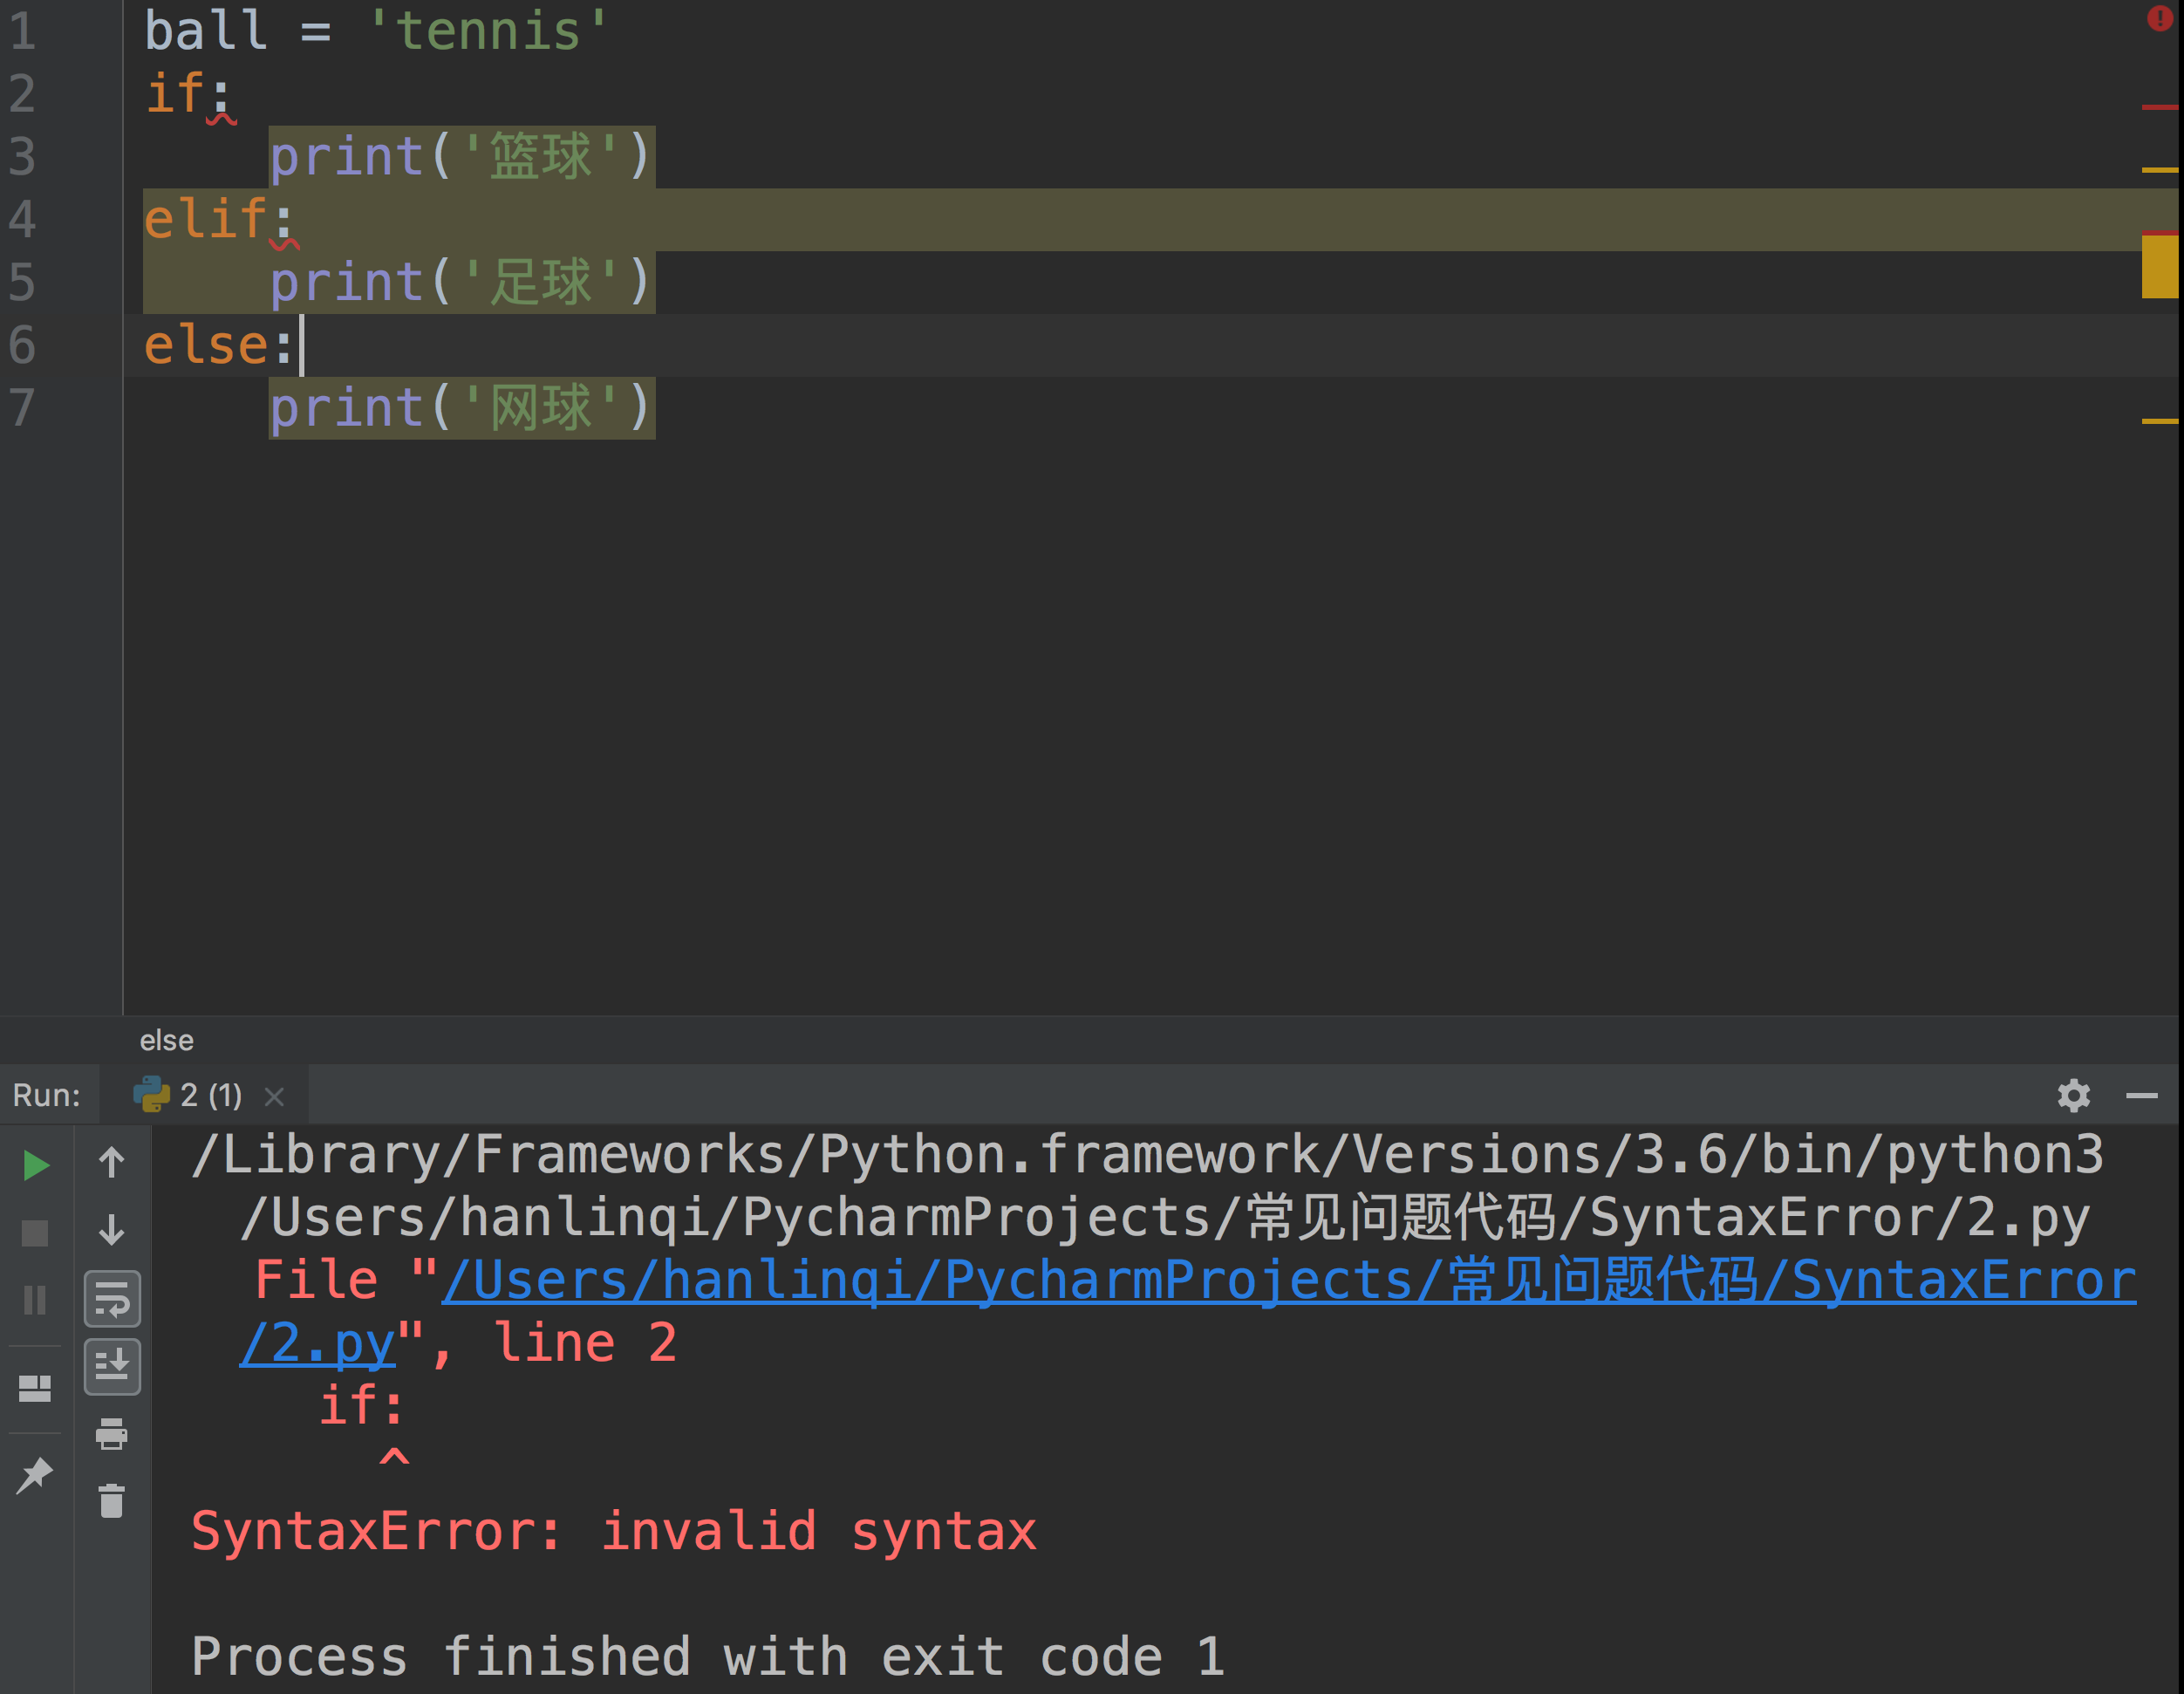 1 ball = 'tennis'
2 if:
3     print('篮球')
4 elif:
5     print('足球')
6 else:
7     print('网球')
else
Run: 2 (1)
/Library/Frameworks/Python.framework/Versions/3.6/bin/python3
/Users/hanlinqi/PycharmProjects/常见问题代码/SyntaxError/2.py
File "/Users/hanlinqi/PycharmProjects/常见问题代码/SyntaxError
/2.py", line 2
if:
^
SyntaxError: invalid syntax
Process finished with exit code 1